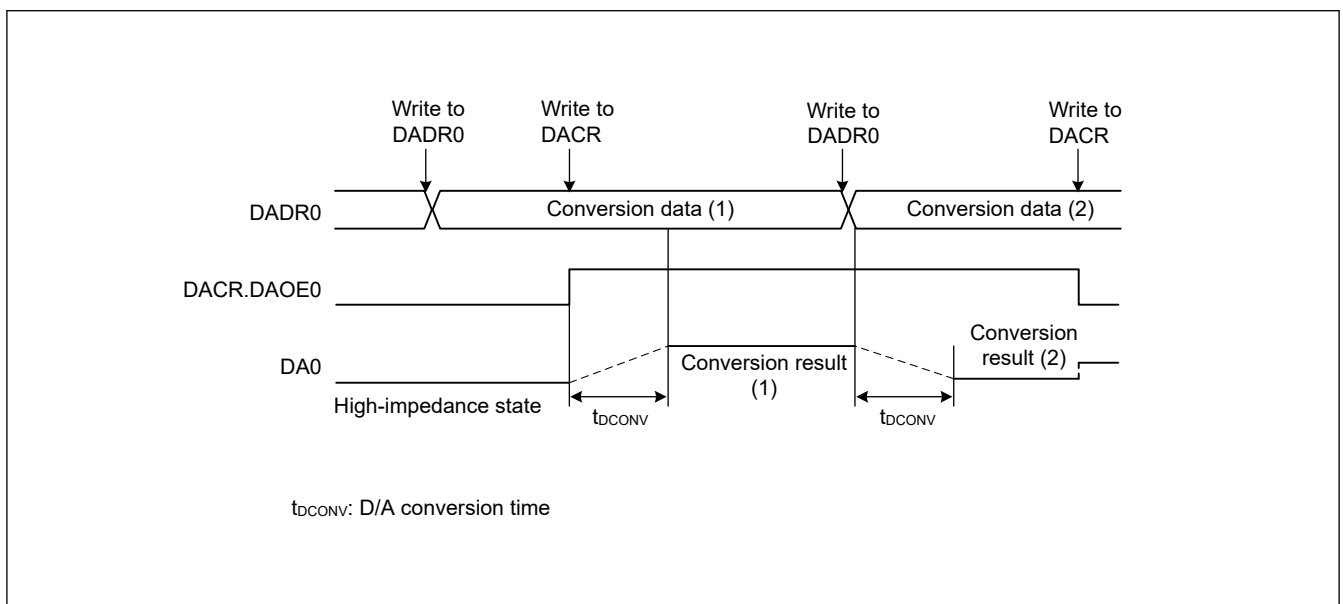 Write to
DADR0
Write to
DACR
Write to
DADR0
Write to
DACR
DADR0
Conversion data (1)
Conversion data (2)
DACR.DAOE0
DA0
High-impedance state
Conversion result
(1)
Conversion
result (2)
tDCONV
tDCONV
tDCONV: D/A conversion time